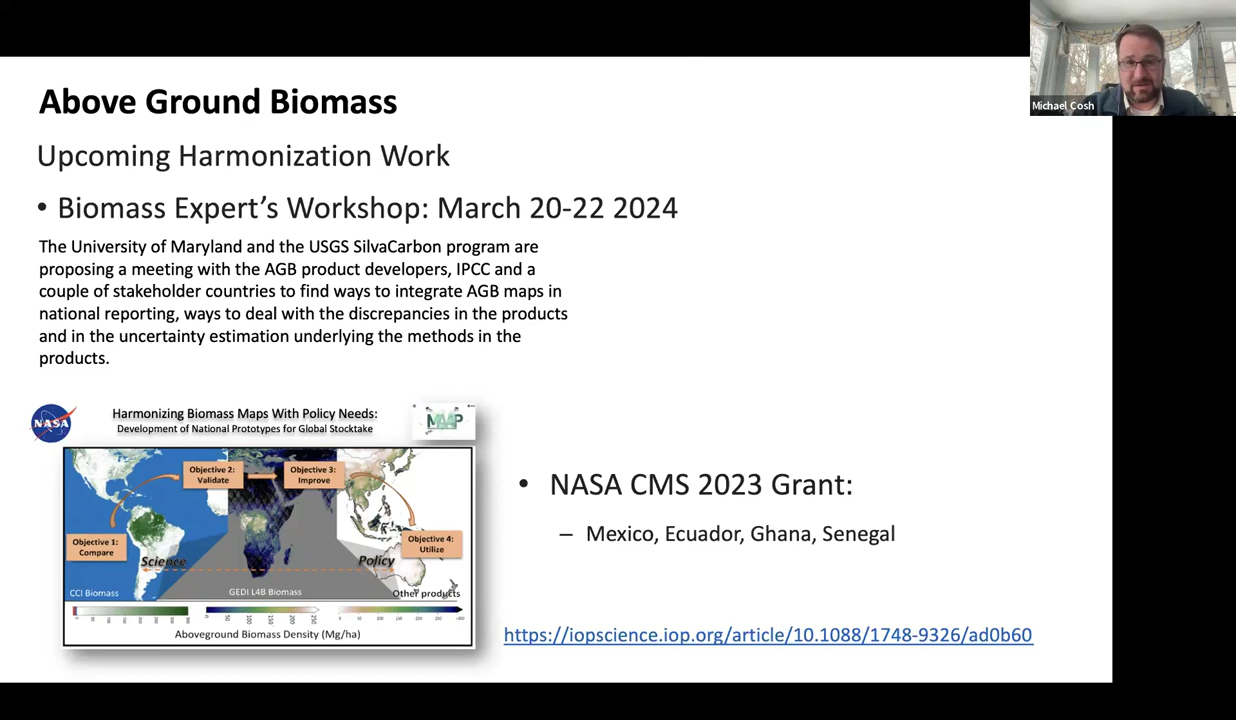 Above Ground Biomass
Michael Cosh
Upcoming Harmonization Work
• Biomass Expert’s Workshop: March 20-22 2024
The University of Maryland and the USGS SilvaCarbon program are
proposing a meeting with the AGB product developers, IPCC and a
couple of stakeholder countries to find ways to integrate AGB maps in
national reporting, ways to deal with the discrepancies in the products
and in the uncertainty estimation underlying the methods in the
products.
NASA
Harmonizing Biomass Maps With Policy Needs:
Development of National Prototypes for Global Stocktake
MAAP
Objective 1:
Compare
Objective 2:
Validate
Objective 3:
Improve
Objective 4:
Utilize
Science
Policy
CCI Biomass
GEDI L4B Biomass
Other products
0 50 100 150 200 250
Aboveground Biomass Density (Mg/ha)
• NASA CMS 2023 Grant:
– Mexico, Ecuador, Ghana, Senegal
https://iopscience.iop.org/article/10.1088/1748-9326/ad0b60